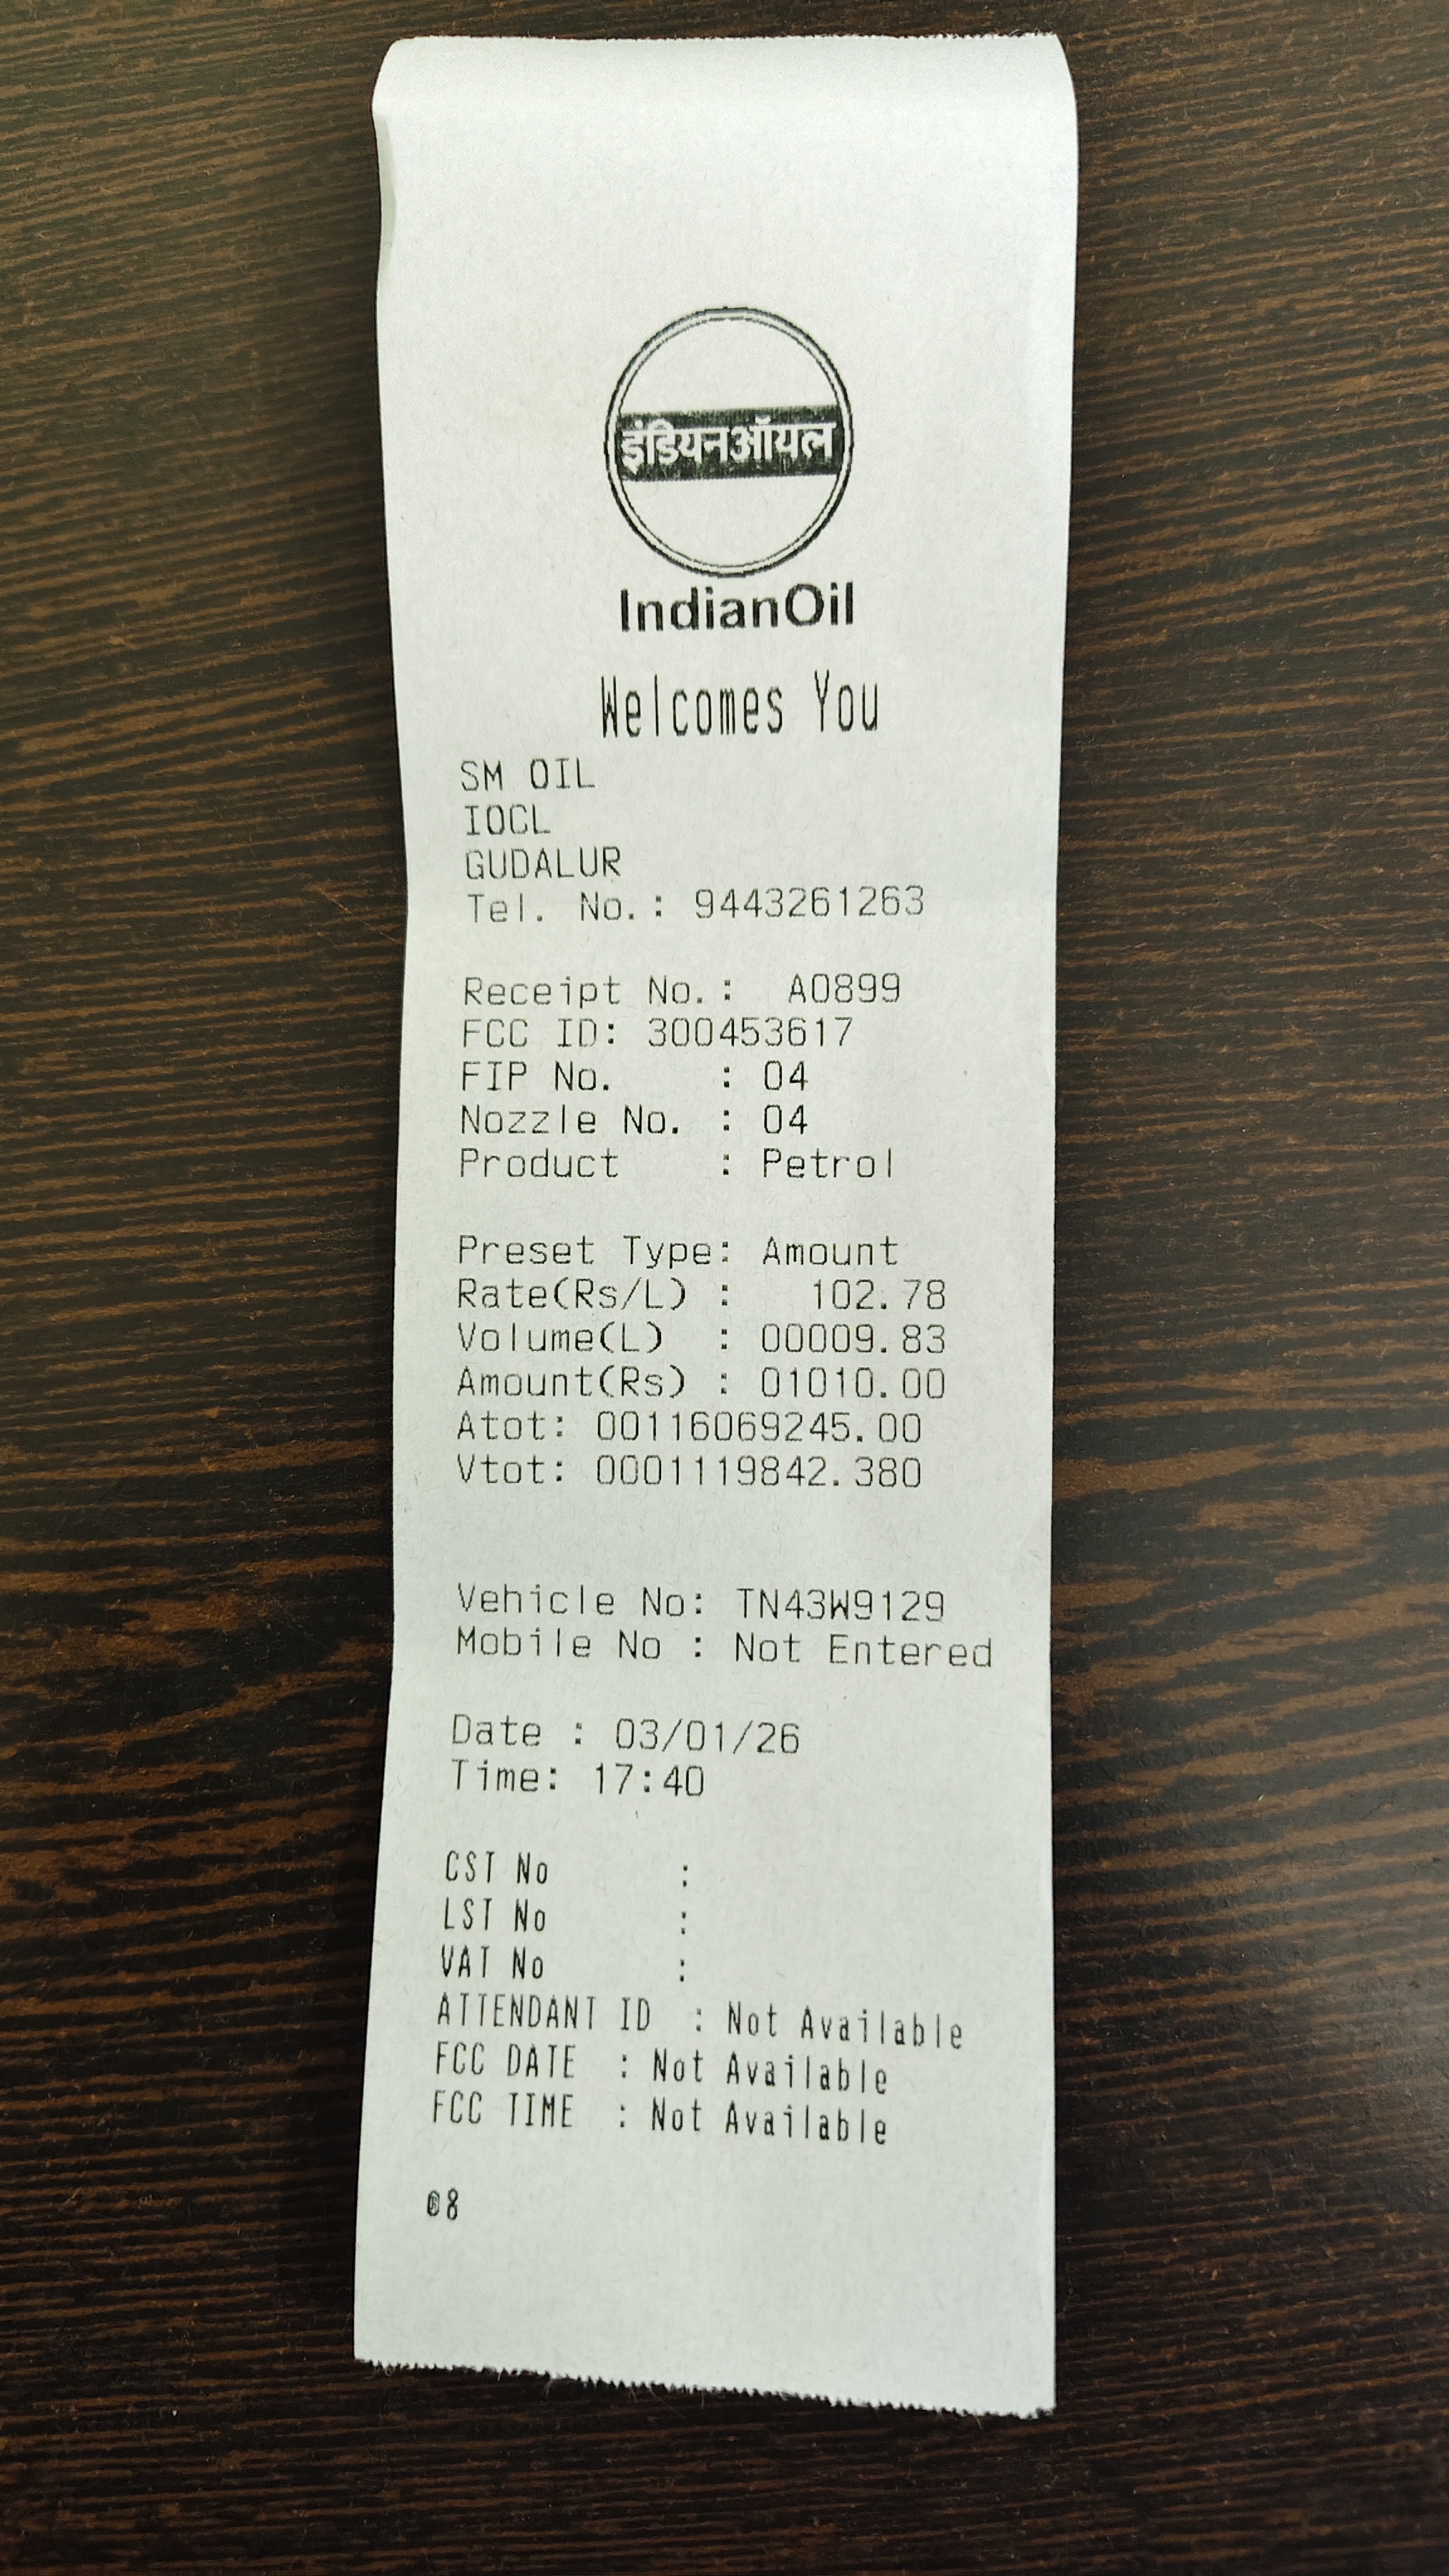 इंडियनऑयल
IndianOil
Welcomes You
SM OIL
IOCL
GUDALUR
Tel. No.: 9443261263
Receipt No.: A0899
FCC ID: 300453617
FIP No. : 04
Nozzle No. : 04
Product : Petrol
Preset Type: Amount
Rate(Rs/L) : 102.78
Volume(L) : 00009.83
Amount(Rs) : 01010.00
Atot: 00116069245.00
Vtot: 0001119842.380
Vehicle No: TN43W9129
Mobile No : Not Entered
Date : 03/01/26
Time: 17:40
CST No :
LST No :
VAT No :
ATTENDANT ID : Not Available
FCC DATE : Not Available
FCC TIME : Not Available